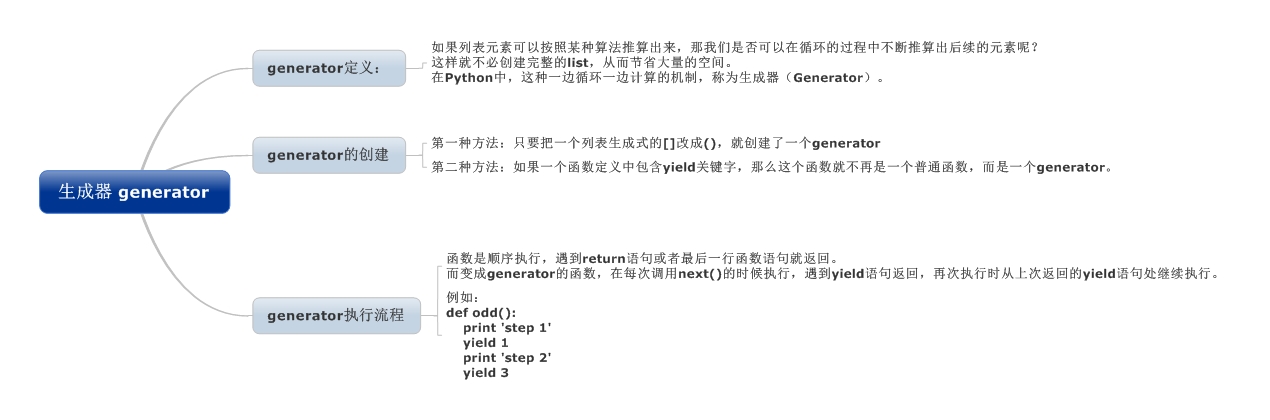 生成器 generator
generator定义：
如果列表元素可以按照某种算法推算出来，那我们是否可以在循环的过程中不断推算出后续的元素呢？
这样就不必创建完整的list，从而节省大量的空间。
在Python中，这种一边循环一边计算的机制，称为生成器（Generator）。
generator的创建
第一种方法：只要把一个列表生成式的[]改成()，就创建了一个generator
第二种方法：如果一个函数定义中包含yield关键字，那么这个函数就不再是一个普通函数，而是一个generator。
generator执行流程
函数是顺序执行，遇到return语句或者最后一行函数语句就返回。
而变成generator的函数，在每次调用next()的时候执行，遇到yield语句返回，再次执行时从上次返回的yield语句处继续执行。
例如：
def odd():
    print 'step 1'
    yield 1
    print 'step 2'
    yield 3